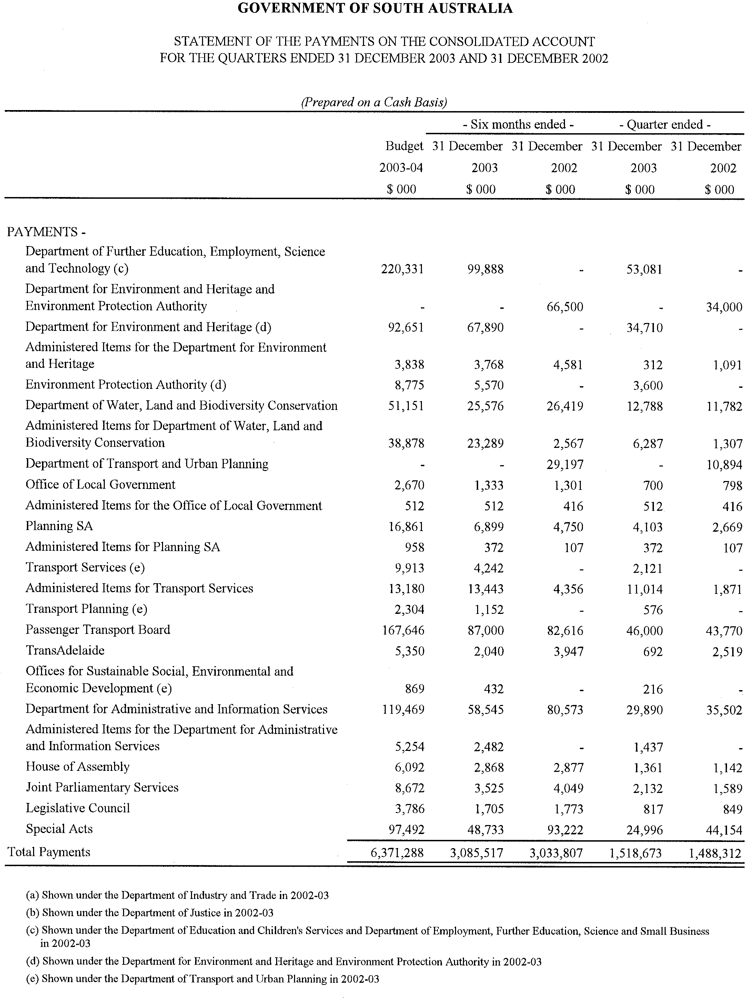 GOVERNMENT OF SOUTH AUSTRALIA
STATEMENT OF THE PAYMENTS ON THE CONSOLIDATED ACCOUNT
FOR THE QUARTERS ENDED 31 DECEMBER 2003 AND 31 DECEMBER 2002
(Prepared on a Cash Basis)
- Six months ended - - Quarter ended -
Budget 31 December 31 December 31 December 31 December
2003-04 2003 2002 2003 2002
$ 000 $ 000 $ 000 $ 000 $ 000
PAYMENTS -
Department of Further Education, Employment, Science
and Technology (c) 220,331 99,888 - 53,081 -
Department for Environment and Heritage and
Environment Protection Authority - - 66,500 - 34,000
Department for Environment and Heritage (d) 92,651 67,890 - 34,710 -
Administered Items for the Department for Environment
and Heritage 3,838 3,768 4,581 312 1,091
Environment Protection Authority (d) 8,775 5,570 - 3,600 -
Department of Water, Land and Biodiversity Conservation 51,151 25,576 26,419 12,788 11,782
Administered Items for Department of Water, Land and
Biodiversity Conservation 38,878 23,289 2,567 6,287 1,307
Department of Transport and Urban Planning - - 29,197 - 10,894
Office of Local Government 2,670 1,333 1,301 700 798
Administered Items for the Office of Local Government 512 512 416 512 416
Planning SA 16,861 6,899 4,750 4,103 2,669
Administered Items for Planning SA 958 372 107 372 107
Transport Services (e) 9,913 4,242 - 2,121 -
Administered Items for Transport Services 13,180 13,443 4,356 11,014 1,871
Transport Planning (e) 2,304 1,152 - 576 -
Passenger Transport Board 167,646 87,000 82,616 46,000 43,770
TransAdelaide 5,350 2,040 3,947 692 2,519
Offices for Sustainable Social, Environmental and
Economic Development (e) 869 432 - 216 -
Department for Administrative and Information Services 119,469 58,545 80,573 29,890 35,502
Administered Items for the Department for Administrative
and Information Services 5,254 2,482 - 1,437 -
House of Assembly 6,092 2,868 2,877 1,361 1,142
Joint Parliamentary Services 8,672 3,525 4,049 2,132 1,589
Legislative Council 3,786 1,705 1,773 817 849
Special Acts 97,492 48,733 93,222 24,996 44,154
Total Payments 6,371,288 3,085,517 3,033,807 1,518,673 1,488,312
(a) Shown under the Department of Industry and Trade in 2002-03
(b) Shown under the Department of Justice in 2002-03
(c) Shown under the Department of Education and Children's Services and Department of Employment, Further Education, Science and Small Business
in 2002-03
(d) Shown under the Department for Environment and Heritage and Environment Protection Authority in 2002-03
(e) Shown under the Department of Transport and Urban Planning in 2002-03